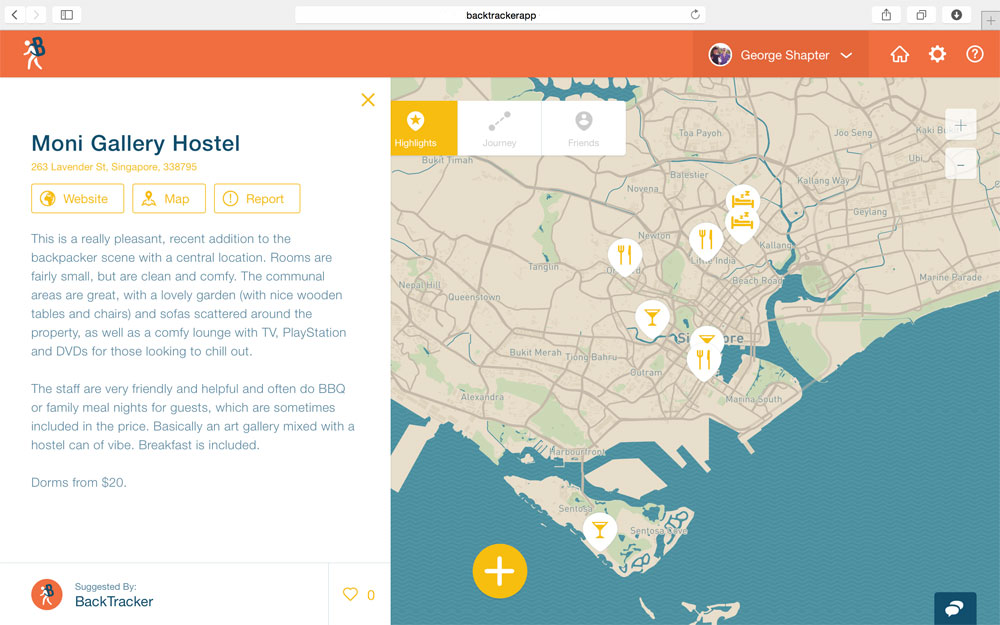 backtrackerapp
B
George Shapter
Moni Gallery Hostel
263 Lavender St, Singapore, 338795
Website
Map
Report
This is a really pleasant, recent addition to the
backpacker scene with a central location. Rooms are
fairly small, but are clean and comfy. The communal
areas are great, with a lovely garden (with nice wooden
tables and chairs) and sofas scattered around the
property, as well as a comfy lounge with TV, PlayStation
and DVDs for those looking to chill out.
The staff are very friendly and helpful and often do BBQ
or family meal nights for guests, which are sometimes
included in the price. Basically an art gallery mixed with a
hostel can of vibe. Breakfast is included.
Dorms from $20.
Suggested By:
BackTracker
0
Highlights
Journey
Friends
Bukit Timah
Toa Payoh
Joo Seng
Kaki Bu
Ubi
Balestier
Kallang Way
Novena
Geylang
Newton
Kallang
Little India
Tanglin
Beach Road
Marine Parade
Nepal Hill
Queenstown
Singapore
Bukit Merah
Tiong Bahru
Outram
Alexandra
Marina South
Harbourfront
Sentosa
Sentosa Cove